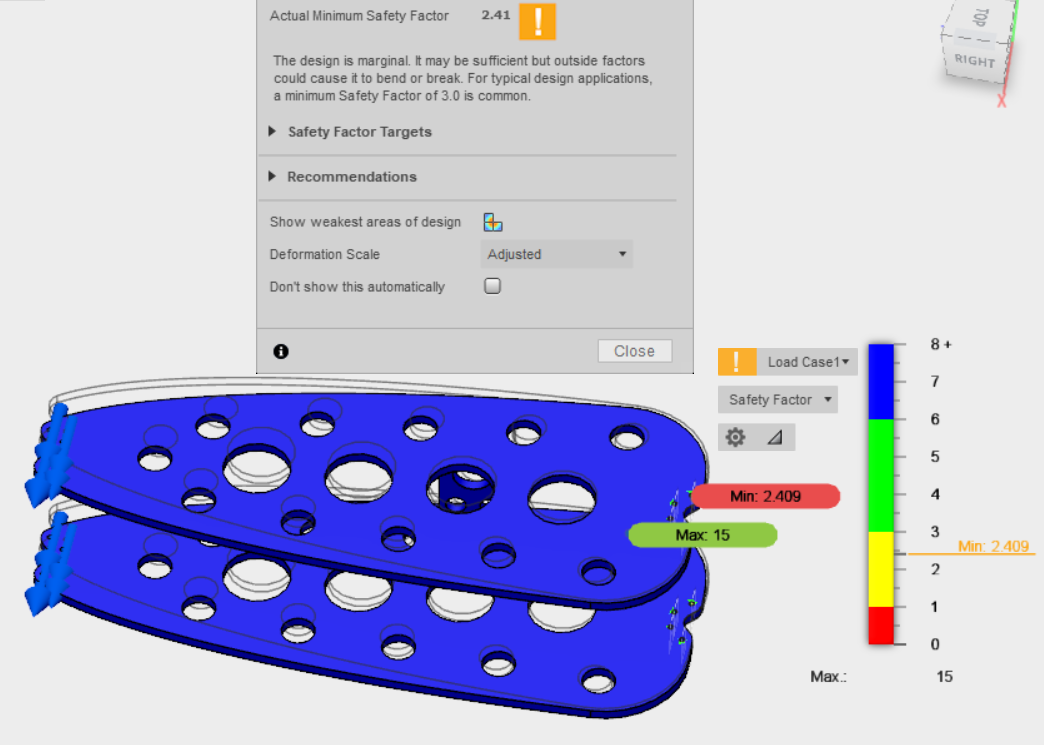 Actual Minimum Safety Factor 2.41 !
The design is marginal. It may be sufficient but outside factors
could cause it to bend or break. For typical design applications,
a minimum Safety Factor of 3.0 is common.
Safety Factor Targets
Recommendations
Show weakest areas of design
Deformation Scale Adjusted
Don't show this automatically
Close
TOP
RIGHT
X
! Load Case1
Safety Factor
Min: 2.409
Max: 15
8 +
7
6
5
4
3
Min: 2.409
2
1
0
Max.: 15